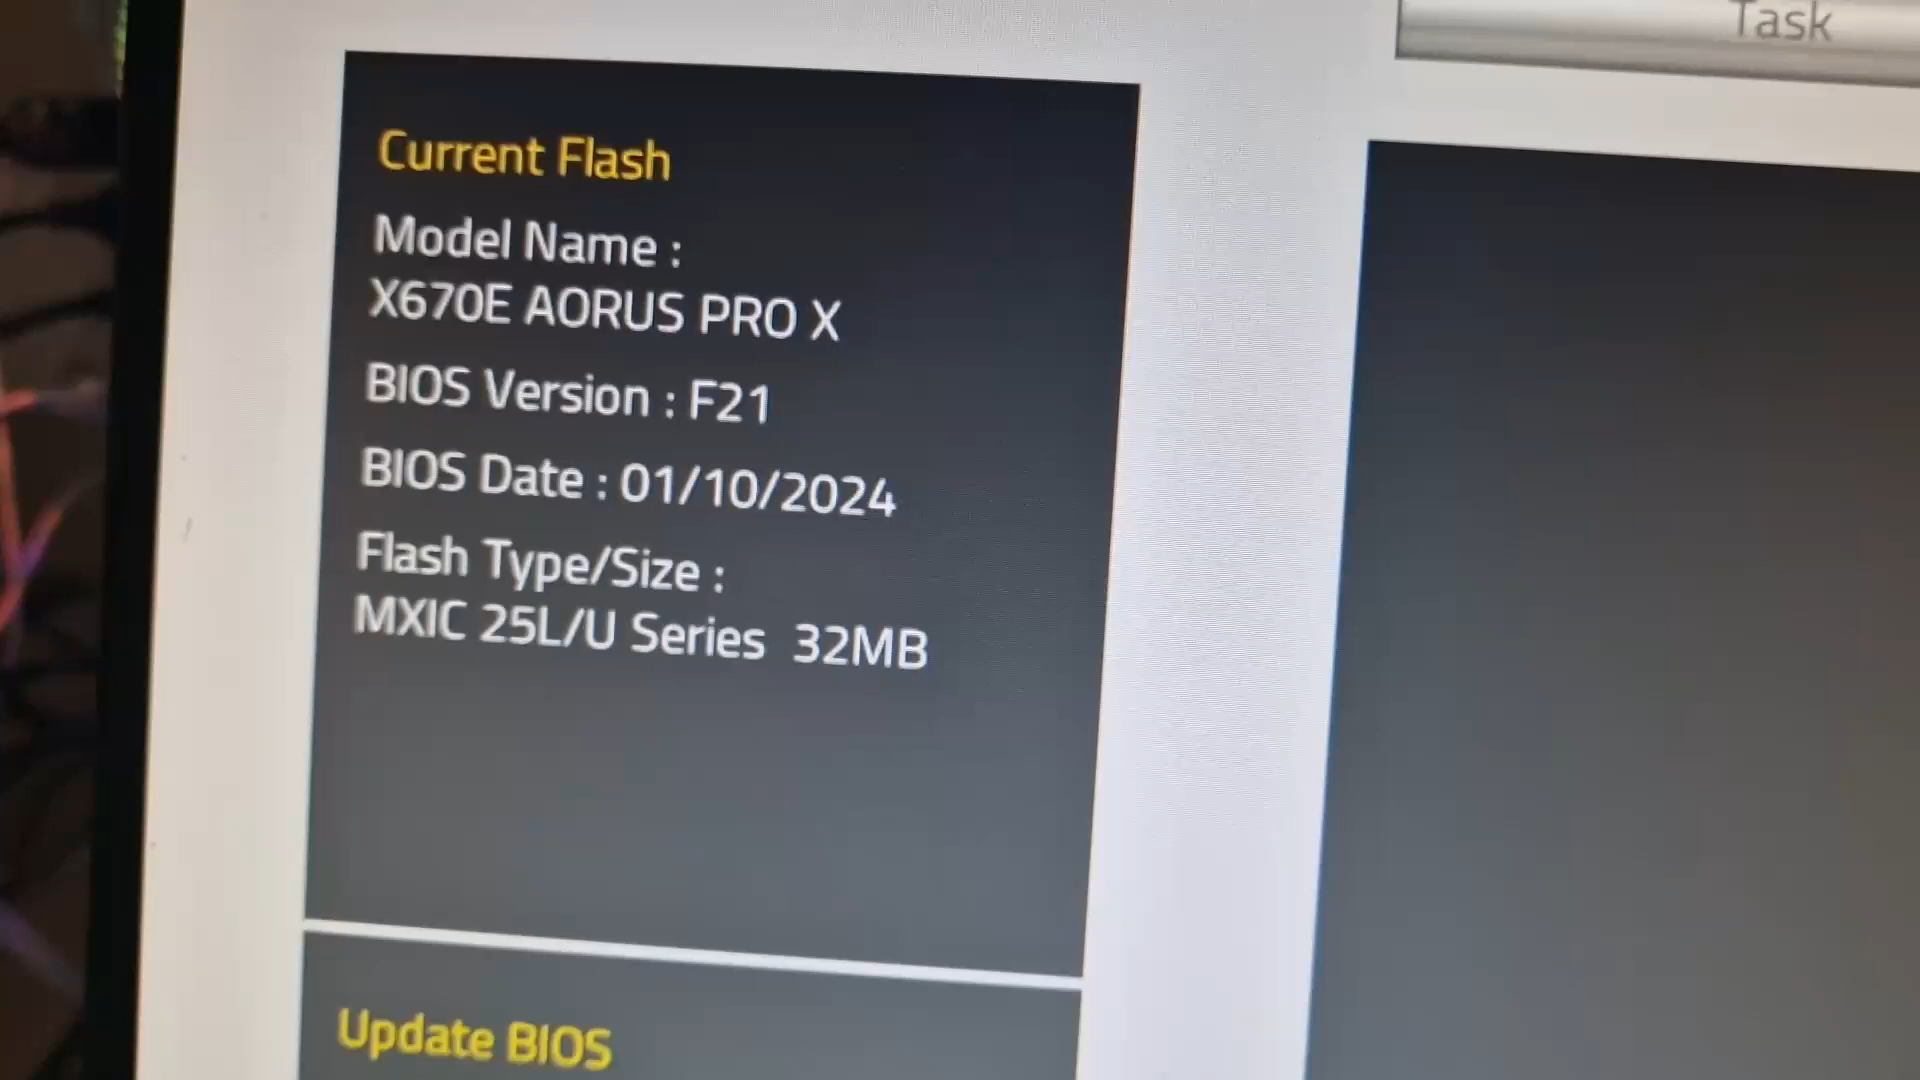 Task
Current Flash
Model Name :
X670E AORUS PRO X
BIOS Version : F21
BIOS Date : 01/10/2024
Flash Type/Size :
MXIC 25L/U Series 32MB
Update BIOS